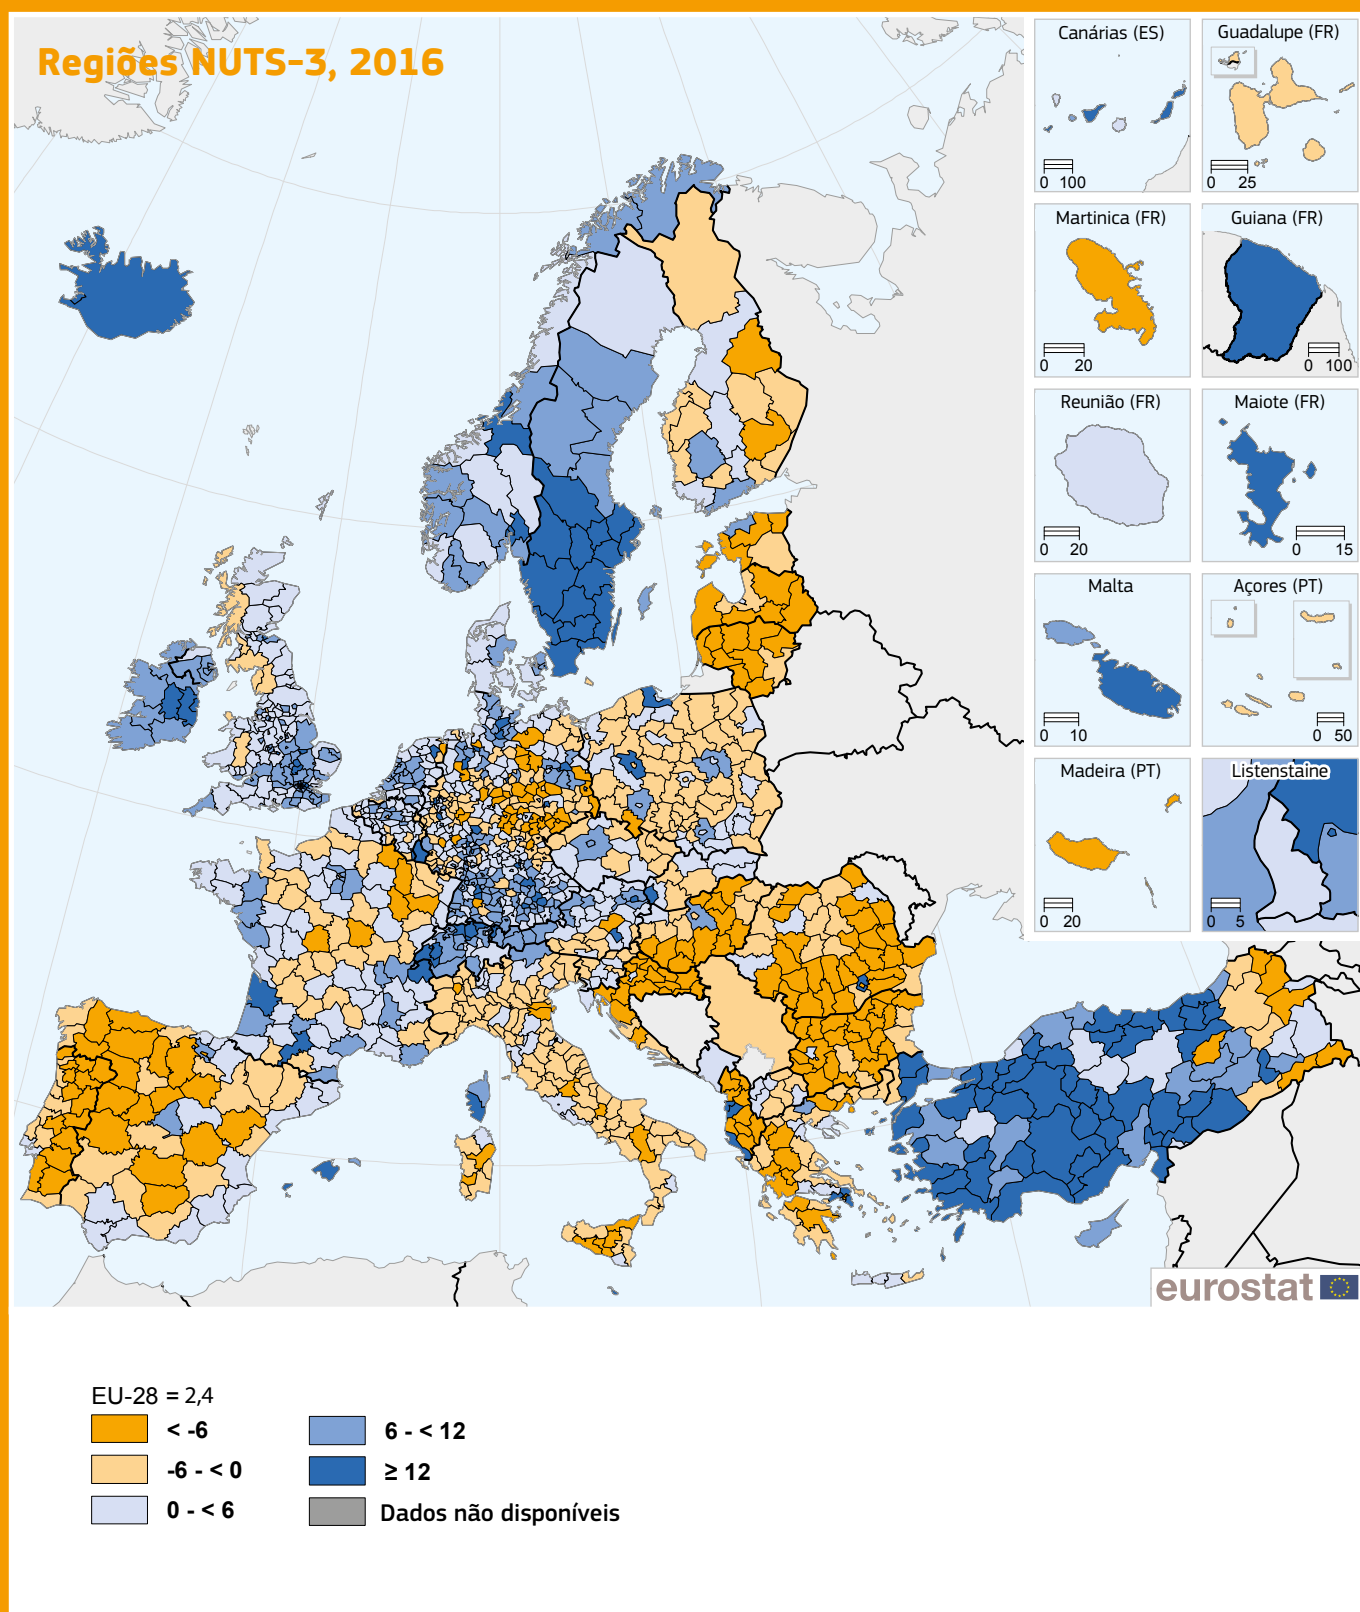 Regiões NUTS-3, 2016
Canárias (ES)
0 100
Guadalupe (FR)
0 25
Martinica (FR)
0 20
Guiana (FR)
0 100
Reunião (FR)
0 20
Maiote (FR)
0 15
Malta
0 10
Açores (PT)
0 50
Madeira (PT)
0 20
Listenstaine
0 5
eurostat
EU-28 = 2,4
< -6
-6 - < 0
0 - < 6
6 - < 12
≥ 12
Dados não disponíveis